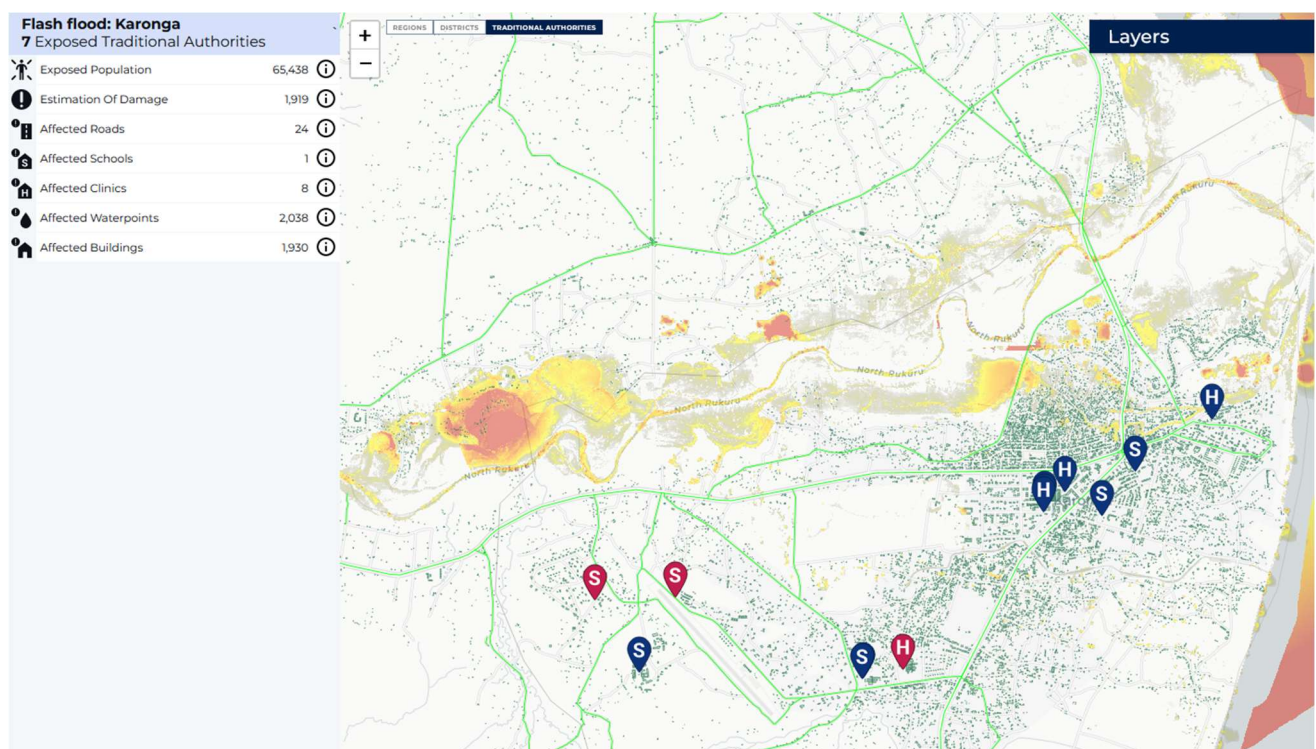 Flash flood: Karonga
7 Exposed Traditional Authorities
Exposed Population 65,438
Estimation Of Damage 1,919
Affected Roads 24
Affected Schools 1
Affected Clinics 8
Affected Waterpoints 2,038
Affected Buildings 1,930
+
−
REGIONS DISTRICTS TRADITIONAL AUTHORITIES
Layers
North Rukuru
North Rukuru
North Rukuru
North Rukuru
North Rukuru
H
S
H
H
S
S
S
S
S
H